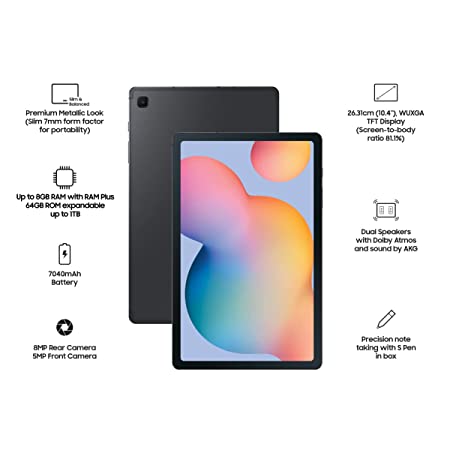 Slim &
Balanced
Premium Metallic Look
(Slim 7mm form factor
for portability)
Up to 8GB RAM with RAM Plus
64GB ROM expandable
up to 1TB
7040mAh
Battery
8MP Rear Camera
5MP Front Camera
26.31cm (10.4"), WUXGA
TFT Display
(Screen-to-body
ratio 81.1%)
Dual Speakers
with Dolby Atmos
and sound by AKG
Precision note
taking with S Pen
in box